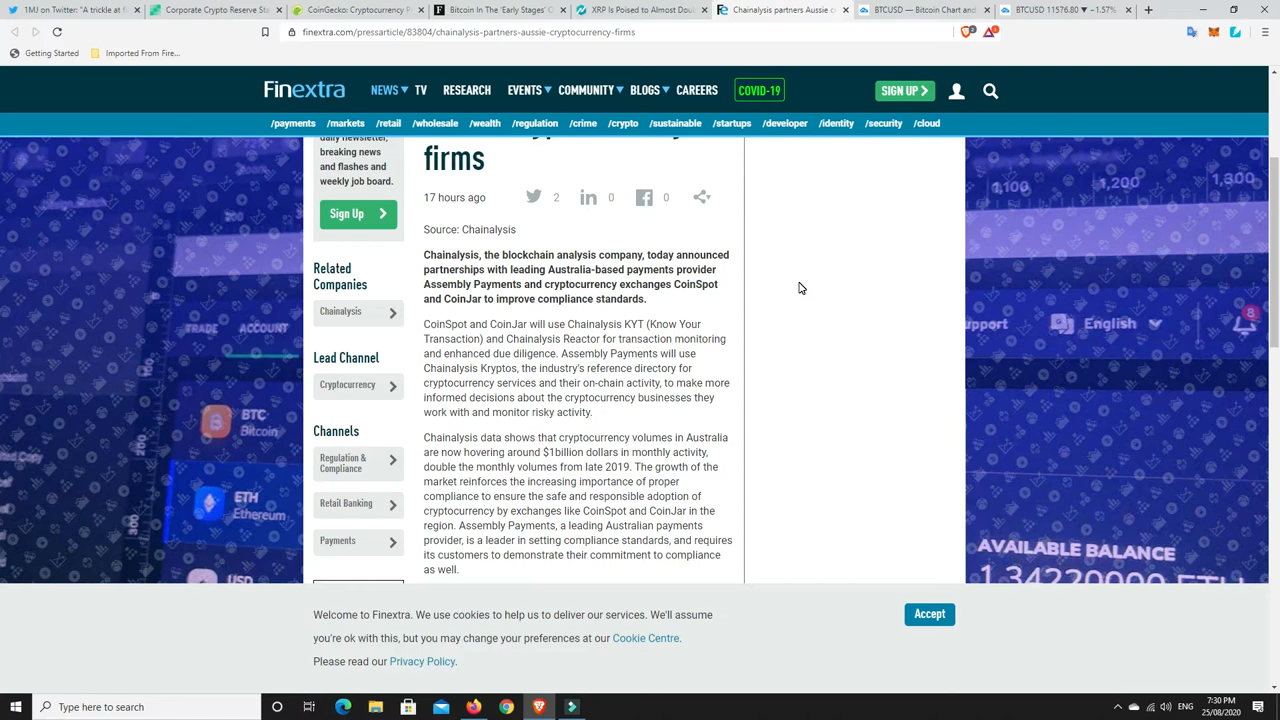 1MJ on Twitter: "A trickle at fi
Corporate Crypto Reserve Sta
CoinGecko: Cryptocurrency P
Bitcoin In The 'Early Stages' C
XRP Is Poised to Almost Dou
Chainalysis partners Aussie cr
BTCUSD — Bitcoin Chart and
BTCUSD 11576.80 ▼ −1.57%
finextra.com/pressarticle/83804/chainalysis-partners-aussie-cryptocurrency-firms
Getting Started
Imported From Fire...
Finextra
NEWS
TV
RESEARCH
EVENTS
COMMUNITY
BLOGS
CAREERS
COVID-19
SIGN UP
/payments /markets /retail /wholesale /wealth /regulation /crime /crypto /sustainable /startups /developer /identity /security /cloud
daily newsletter,
breaking news
and flashes and
weekly job board.
Sign Up
Related
Companies
Chainalysis
Lead Channel
Cryptocurrency
Channels
Regulation &
Compliance
Retail Banking
Payments
firms
17 hours ago
2
0
0
Source: Chainalysis
Chainalysis, the blockchain analysis company, today announced
partnerships with leading Australia-based payments provider
Assembly Payments and cryptocurrency exchanges CoinSpot
and CoinJar to improve compliance standards.
CoinSpot and CoinJar will use Chainalysis KYT (Know Your
Transaction) and Chainalysis Reactor for transaction monitoring
and enhanced due diligence. Assembly Payments will use
Chainalysis Kryptos, the industry's reference directory for
cryptocurrency services and their on-chain activity, to make more
informed decisions about the cryptocurrency businesses they
work with and monitor risky activity.
Chainalysis data shows that cryptocurrency volumes in Australia
are now hovering around $1billion dollars in monthly activity,
double the monthly volumes from late 2019. The growth of the
market reinforces the increasing importance of proper
compliance to ensure the safe and responsible adoption of
cryptocurrency by exchanges like CoinSpot and CoinJar in the
region. Assembly Payments, a leading Australian payments
provider, is a leader in setting compliance standards, and requires
its customers to demonstrate their commitment to compliance
as well.
TRADE
ACCOUNT
BTC
Bitcoin
ETH
Ethereum
USD
1,100
1,200
1,300
pport
English
8
AVAILABLE BALANCE
1.34220000 ETH
Welcome to Finextra. We use cookies to help us to deliver our services. We'll assume
you're ok with this, but you may change your preferences at our Cookie Centre.
Please read our Privacy Policy.
Accept
Type here to search
ENG
7:30 PM
25/08/2020